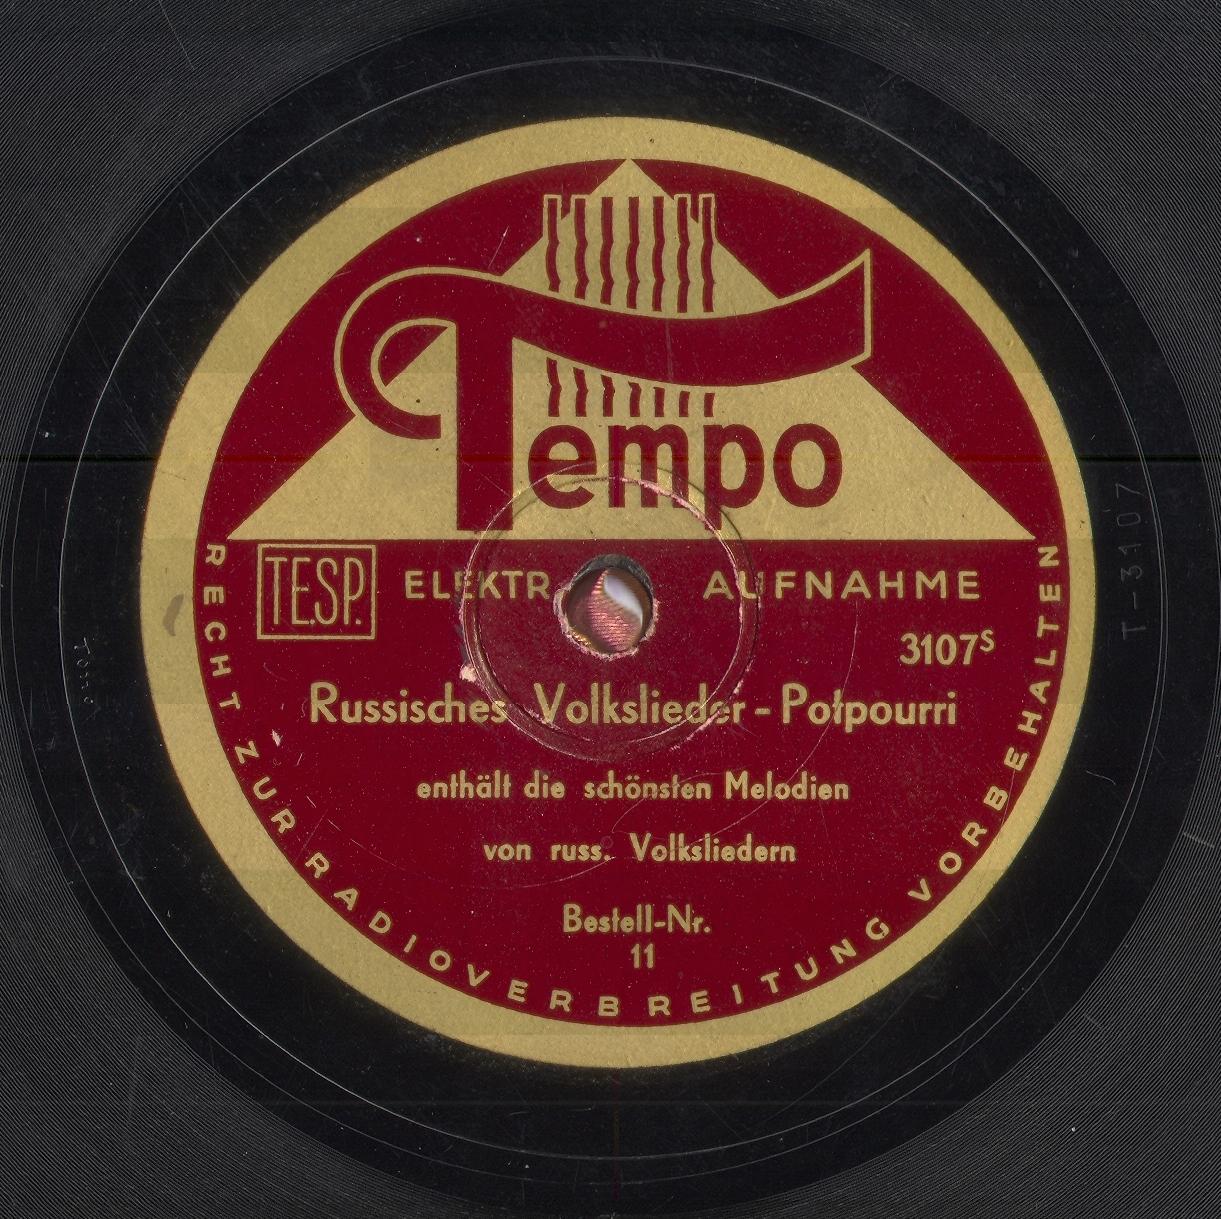 Tempo
TESP.
ELEKTR AUFNAHME
3107S
Russisches Volkslieder-Potpourri
enthält die schönsten Melodien
von russ. Volksliedern
Bestell-Nr.
11
RECHT ZUR RADIOVERBREITUNG VORBEHALTEN
T-3107